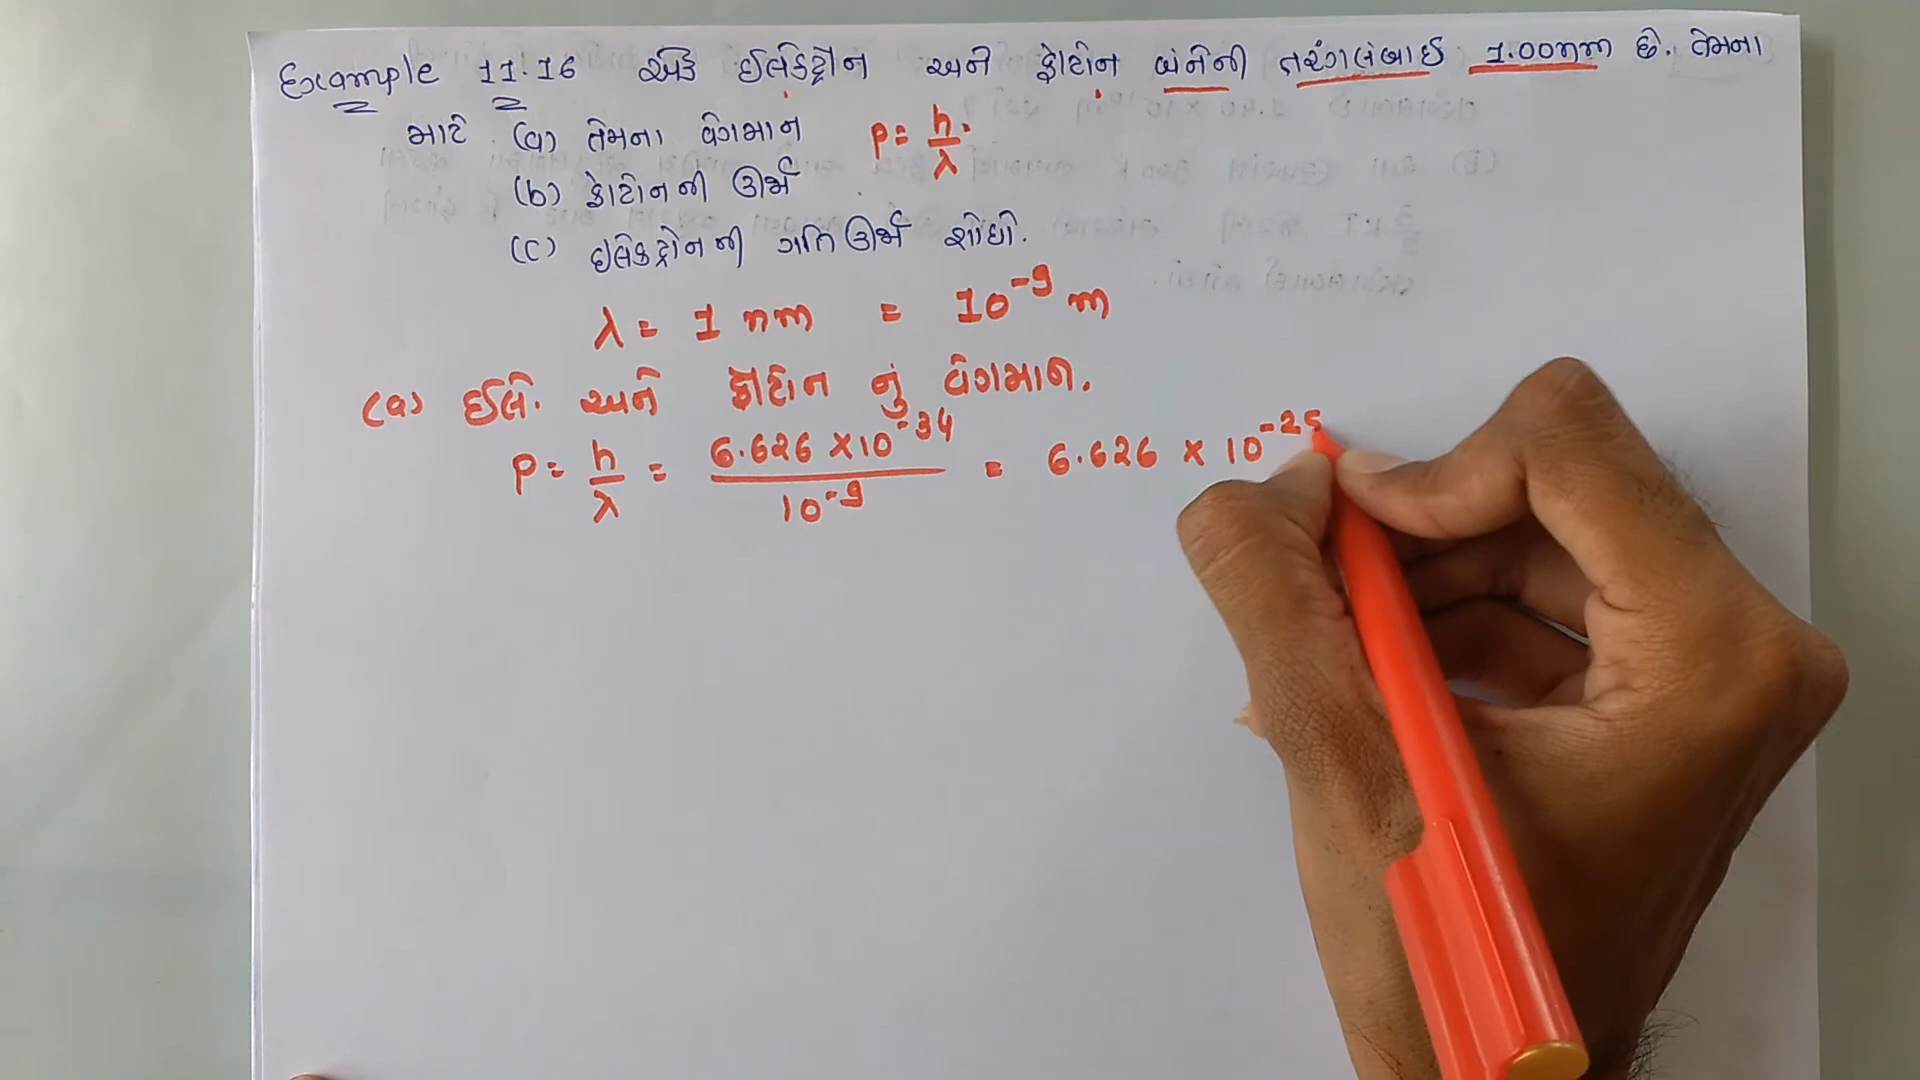 Example 11.16 એક ઈલેક્ટ્રૉન અને ફોટોન બંનેની તરંગલંબાઈ 1.00nm છે. તેમના
માટે (a) તેમના વેગમાન p = h/λ
(b) ફોટોનની ઊર્જા
(c) ઇલેક્ટ્રોનની ગતિઊર્જા શોધો.
λ = 1 nm = 10⁻⁹ m
(a) ઈલે. અને ફોટોન નું વેગમાન.
P = h/λ = 6.626 × 10⁻³⁴ / 10⁻⁹ = 6.626 × 10⁻²⁵